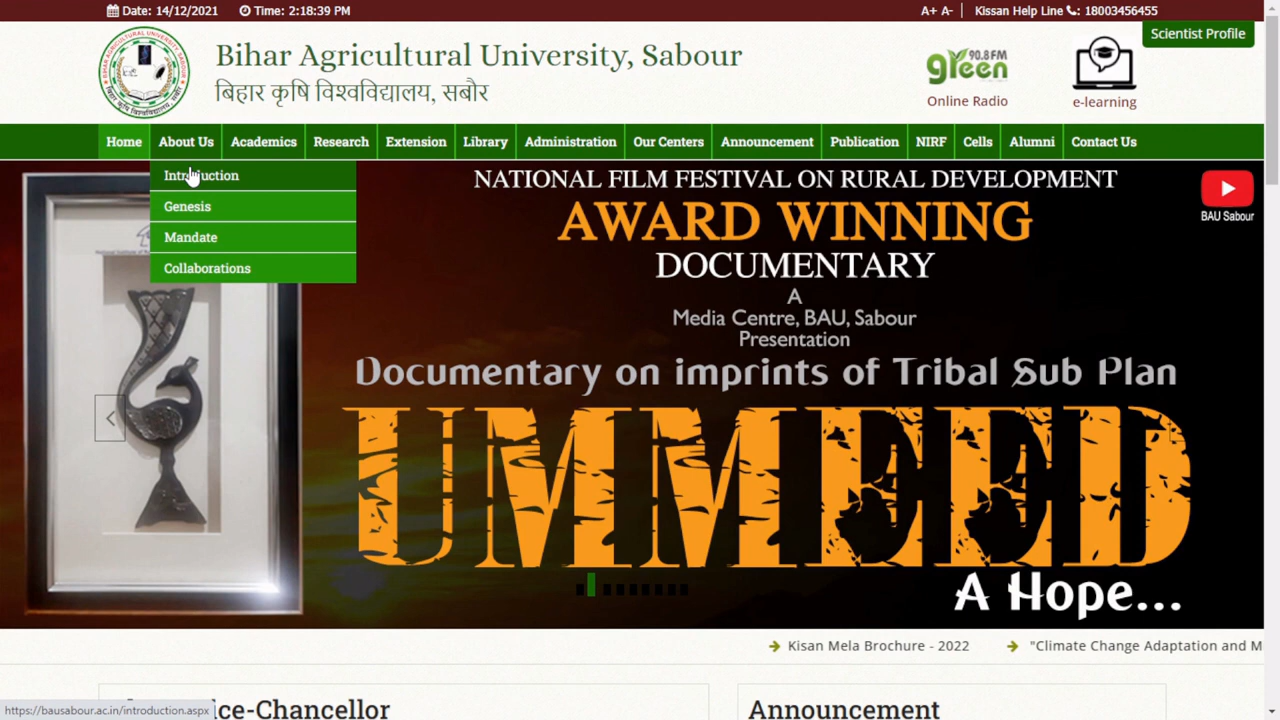 Date: 14/12/2021 Time: 2:18:39 PM A+ A- Kissan Help Line : 18003456455
Scientist Profile
Bihar Agricultural University, Sabour
बिहार कृषि विश्वविद्यालय, सबौर
90.8 FM
green
Online Radio
e-learning
Home About Us Academics Research Extension Library Administration Our Centers Announcement Publication NIRF Cells Alumni Contact Us
Introduction
Genesis
Mandate
Collaborations
NATIONAL FILM FESTIVAL ON RURAL DEVELOPMENT
AWARD WINNING
DOCUMENTARY
A
Media Centre, BAU, Sabour
Presentation
Documentary on imprints of Tribal Sub Plan
UMMEED
A Hope...
BAU Sabour
Kisan Mela Brochure - 2022 "Climate Change Adaptation and M
ice-Chancellor
Announcement
https://bausabour.ac.in/introduction.aspx